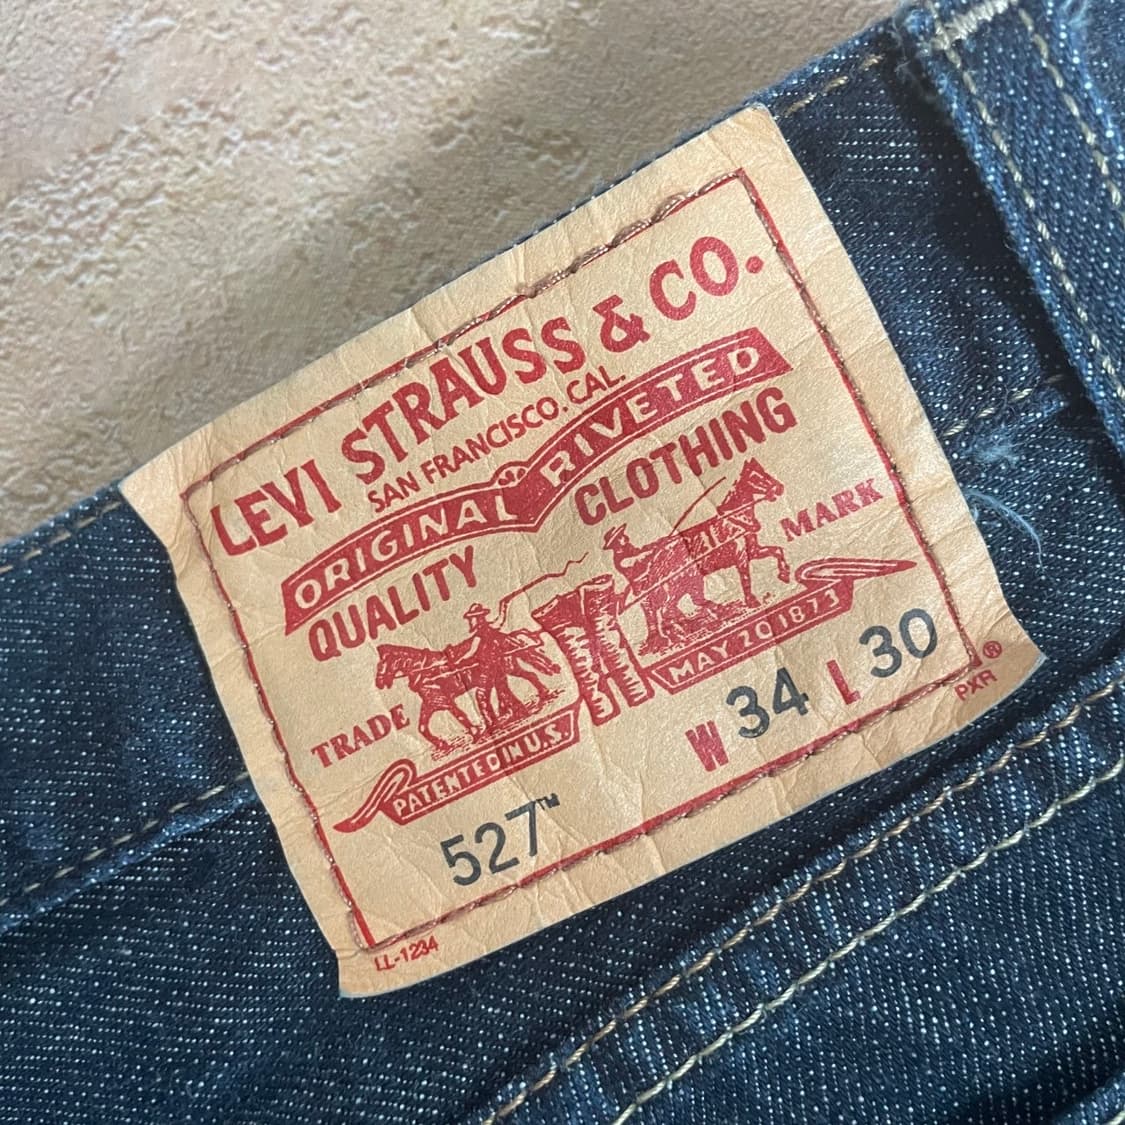 LEVI STRAUSS & CO.
SAN FRANCISCO. CAL.
ORIGINAL RIVETED
QUALITY CLOTHING
TRADE MARK
PATENTED IN U.S. MAY 20 1873
W 34 L 30
527™
®
PXR
LL-1234